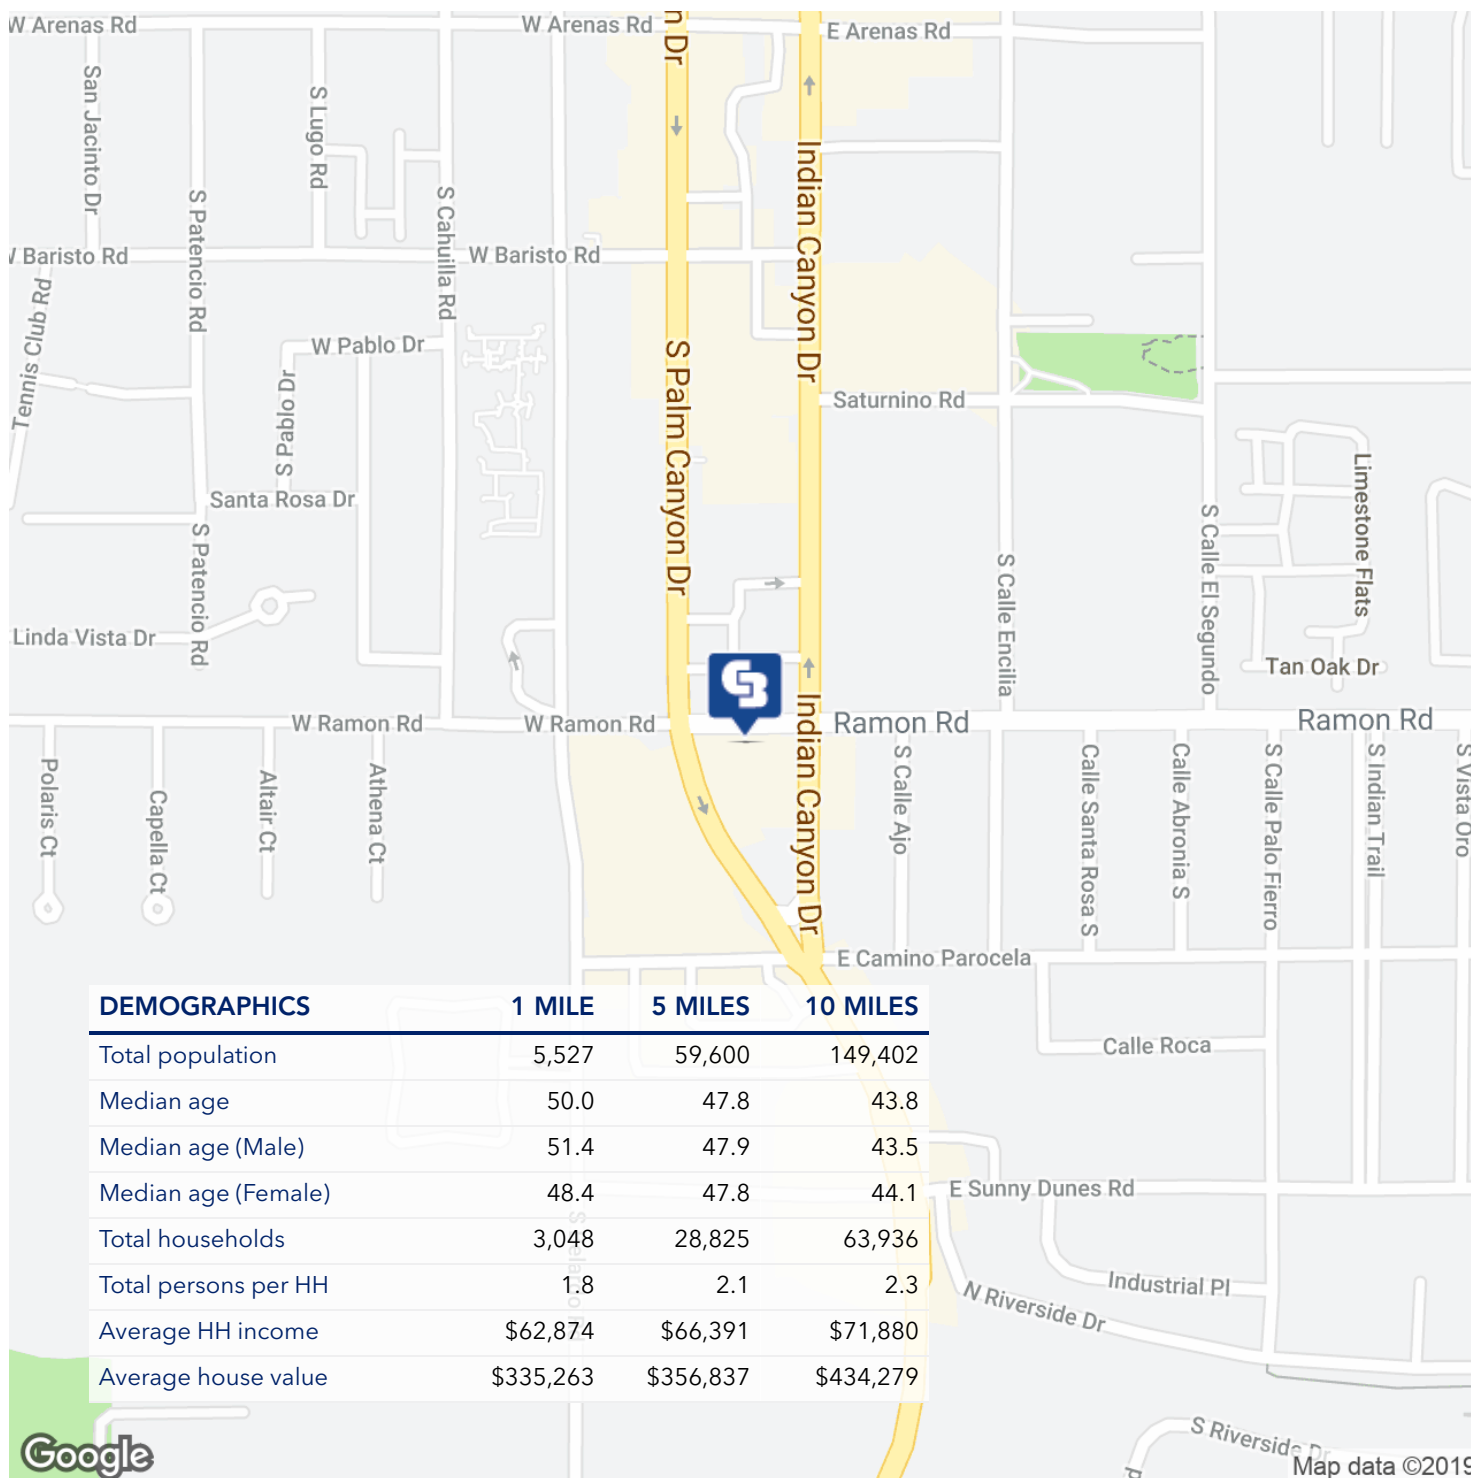 W Arenas Rd
W Arenas Rd
n Dr
E Arenas Rd
San Jacinto Dr
S Lugo Rd
S Patencio Rd
S Cahuilla Rd
Indian Canyon Dr
W Baristo Rd
W Baristo Rd
Tennis Club Rd
W Pablo Dr
S Pablo Dr
S Palm Canyon Dr
Saturnino Rd
Santa Rosa Dr
S Patencio Rd
Limestone Flats
S Calle El Segundo
S Calle Encilia
Linda Vista Dr
Tan Oak Dr
CB
W Ramon Rd
W Ramon Rd
Ramon Rd
Ramon Rd
Indian Canyon Dr
Polaris Ct
Capella Ct
Altair Ct
Athena Ct
S Calle Ajo
Calle Santa Rosa S
Calle Abronia S
S Calle Palo Fierro
S Indian Trail
S Vista Oro
E Camino Parocela
DEMOGRAPHICS 1 MILE 5 MILES 10 MILES
Total population 5,527 59,600 149,402
Median age 50.0 47.8 43.8
Median age (Male) 51.4 47.9 43.5
Median age (Female) 48.4 47.8 44.1
Total households 3,048 28,825 63,936
Total persons per HH 1.8 2.1 2.3
Average HH income $62,874 $66,391 $71,880
Average house value $335,263 $356,837 $434,279
Calle Roca
E Sunny Dunes Rd
Industrial Pl
N Riverside Dr
S Riverside Dr
Google
Map data ©2019